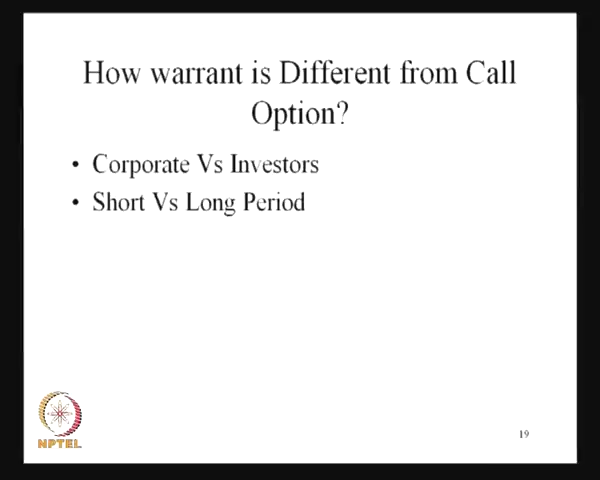 How warrant is Different from Call
Option?
• Corporate Vs Investors
• Short Vs Long Period
NPTEL
19